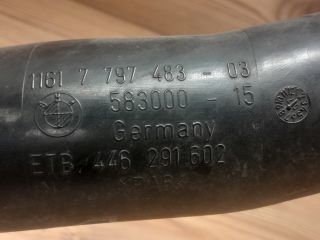 1161 7 797 483 - 03
583000 - 15
Germany
ETB 446 291.602